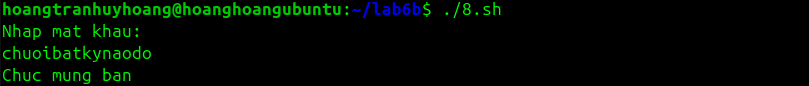 hoangtranhuyhoang@hoanghoangubuntu:~/lab6b$ ./8.sh
Nhap mat khau:
chuoibatkynaodo
Chuc mung ban